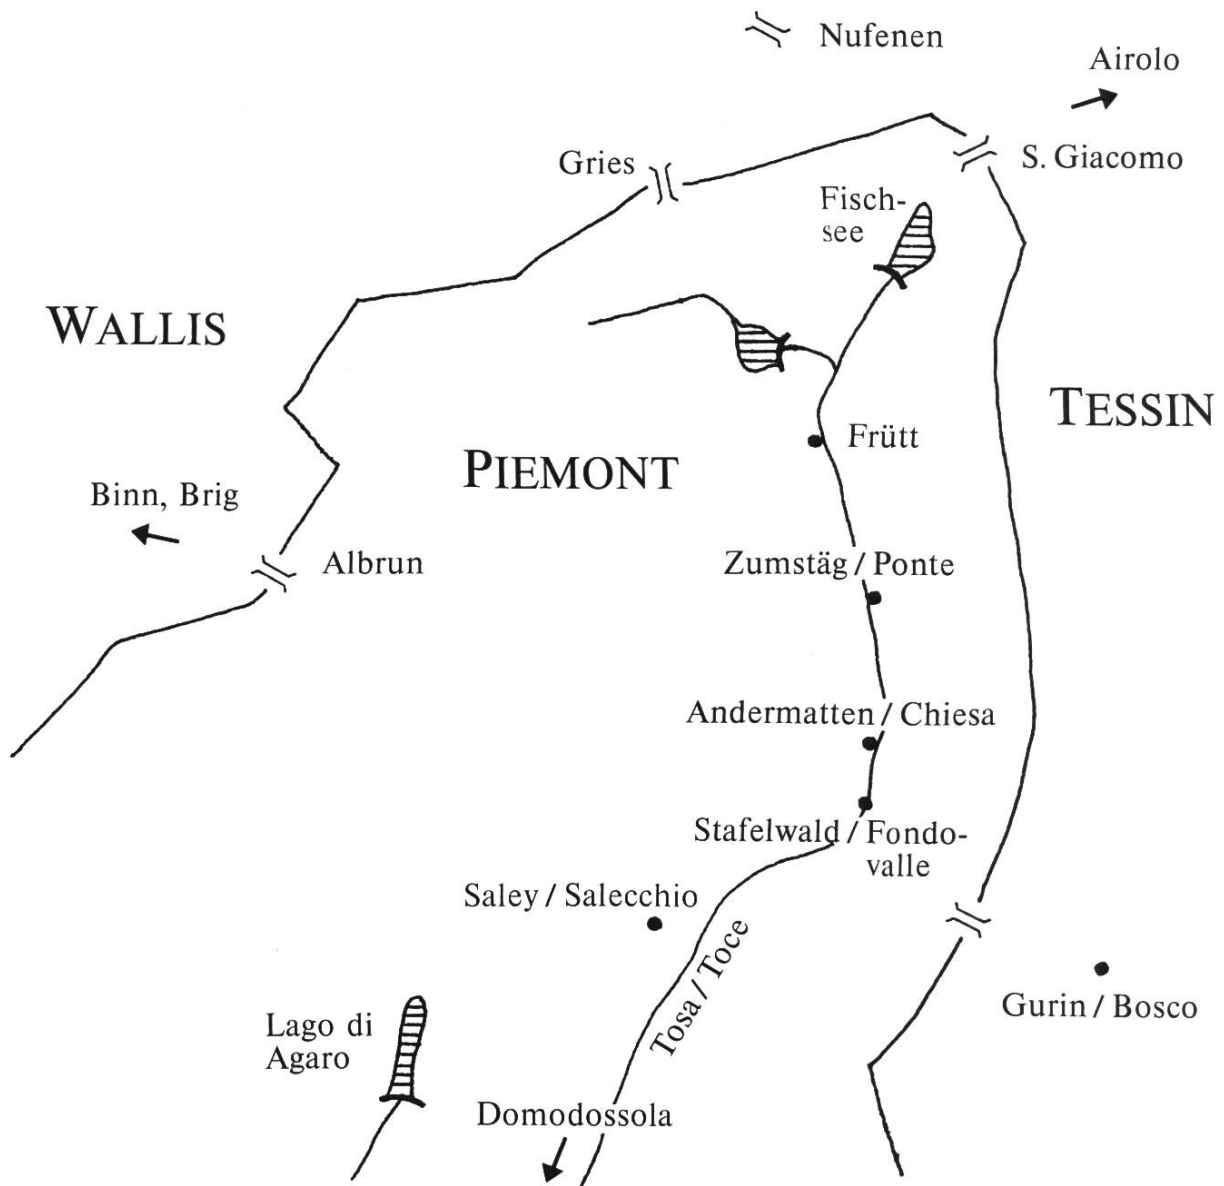 Nufenen
Airolo
Gries
S. Giacomo
Fisch-
see
WALLIS
TESSIN
Frütt
PIEMONT
Binn, Brig
Albrun
Zumstäg / Ponte
Andermatten / Chiesa
Stafelwald / Fondo-
valle
Saley / Salecchio
Tosa / Toce
Gurin / Bosco
Lago di
Agaro
Domodossola